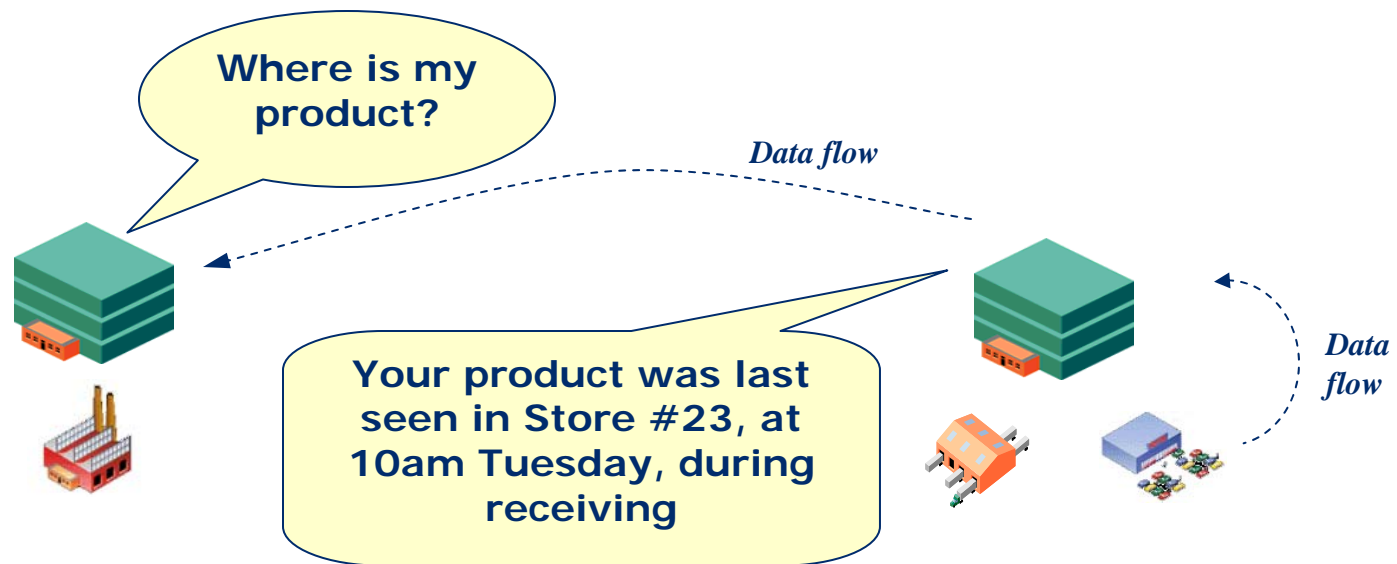 Where is my
product?
Data flow
Your product was last
seen in Store #23, at
10am Tuesday, during
receiving
Data
flow